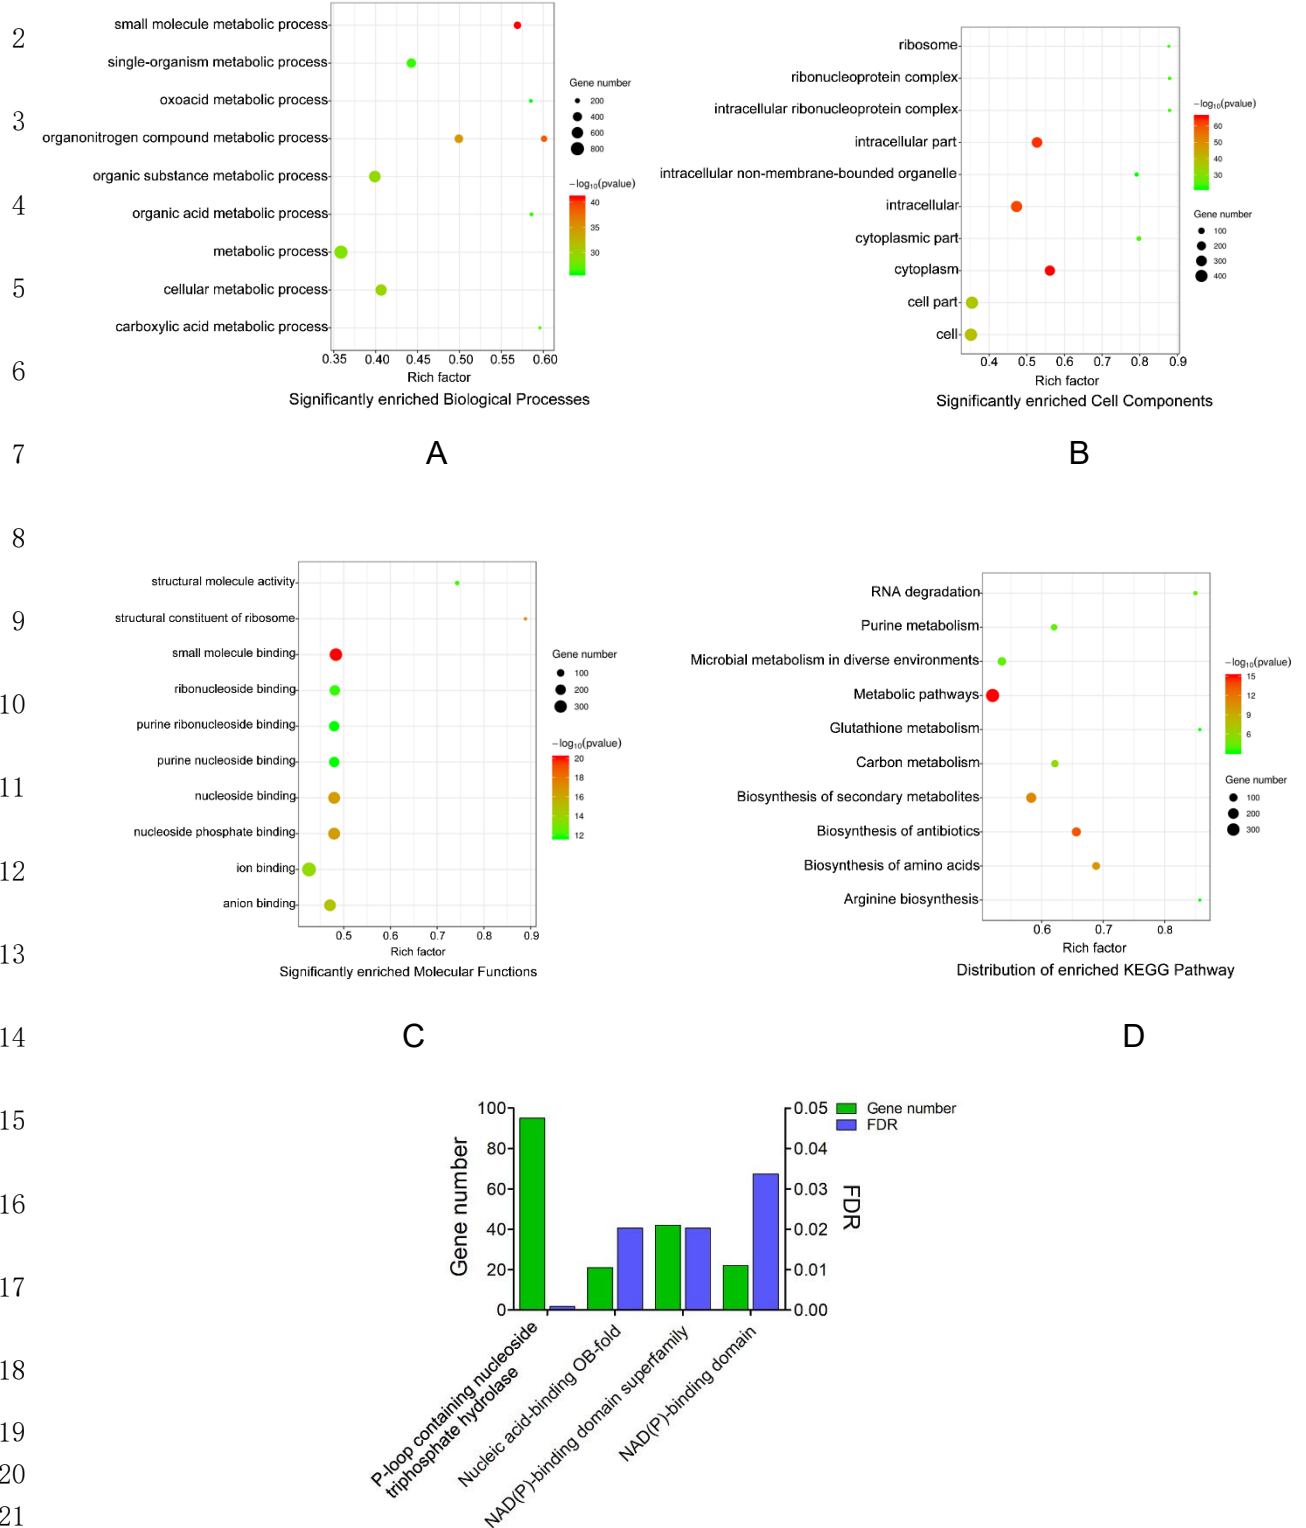 2
3
4
5
6
7
8
9
10
11
12
13
14
15
16
17
18
19
20
21
small molecule metabolic process
single-organism metabolic process
oxoacid metabolic process
organonitrogen compound metabolic process
organic substance metabolic process
organic acid metabolic process
metabolic process
cellular metabolic process
carboxylic acid metabolic process
0.35 0.40 0.45 0.50 0.55 0.60
Rich factor
Significantly enriched Biological Processes
Gene number
200
400
600
800
−log10(pvalue)
40
35
30
A
ribosome
ribonucleoprotein complex
intracellular ribonucleoprotein complex
intracellular part
intracellular non-membrane-bounded organelle
intracellular
cytoplasmic part
cytoplasm
cell part
cell
0.4 0.5 0.6 0.7 0.8 0.9
Rich factor
Significantly enriched Cell Components
−log10(pvalue)
60
50
40
30
Gene number
100
200
300
400
B
structural molecule activity
structural constituent of ribosome
small molecule binding
ribonucleoside binding
purine ribonucleoside binding
purine nucleoside binding
nucleoside binding
nucleoside phosphate binding
ion binding
anion binding
0.5 0.6 0.7 0.8 0.9
Rich factor
Significantly enriched Molecular Functions
Gene number
100
200
300
−log10(pvalue)
20
18
16
14
12
C
RNA degradation
Purine metabolism
Microbial metabolism in diverse environments
Metabolic pathways
Glutathione metabolism
Carbon metabolism
Biosynthesis of secondary metabolites
Biosynthesis of antibiotics
Biosynthesis of amino acids
Arginine biosynthesis
0.6 0.7 0.8
Rich factor
Distribution of enriched KEGG Pathway
−log10(pvalue)
15
12
9
6
Gene number
100
200
300
D
Gene number
100
80
60
40
20
0
0.05
0.04
0.03
0.02
0.01
0.00
FDR
Gene number
FDR
P-loop containing nucleoside
triphosphate hydrolase
Nucleic acid-binding OB-fold
NAD(P)-binding domain superfamily
NAD(P)-binding domain